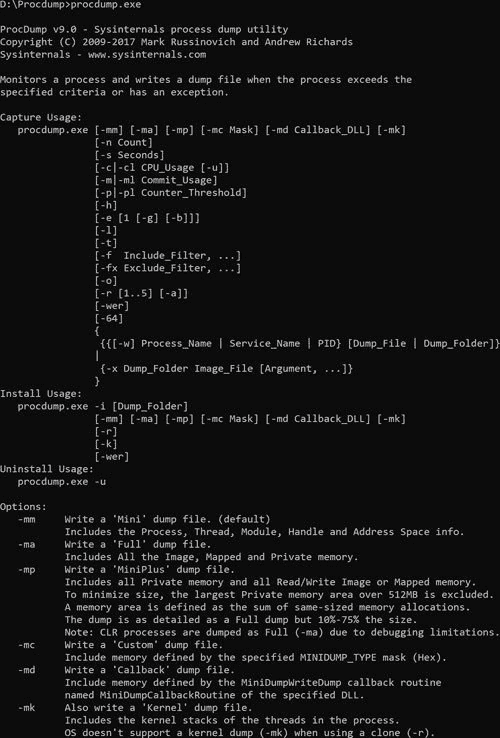 D:\Procdump>procdump.exe
ProcDump v9.0 - Sysinternals process dump utility
Copyright (C) 2009-2017 Mark Russinovich and Andrew Richards
Sysinternals - www.sysinternals.com
Monitors a process and writes a dump file when the process exceeds the
specified criteria or has an exception.
Capture Usage:
procdump.exe [-mm] [-ma] [-mp] [-mc Mask] [-md Callback_DLL] [-mk]
[-n Count]
[-s Seconds]
[-c|-cl CPU_Usage [-u]]
[-m|-ml Commit_Usage]
[-p|-pl Counter_Threshold]
[-h]
[-e [1 [-g] [-b]]]
[-l]
[-t]
[-f  Include_Filter, ...]
[-fx Exclude_Filter, ...]
[-o]
[-r [1..5] [-a]]
[-wer]
[-64]
{
{{[-w] Process_Name | Service_Name | PID} [Dump_File | Dump_Folder]}
|
{-x Dump_Folder Image_File [Argument, ...]}
}
Install Usage:
procdump.exe -i [Dump_Folder]
[-mm] [-ma] [-mp] [-mc Mask] [-md Callback_DLL] [-mk]
[-r]
[-k]
[-wer]
Uninstall Usage:
procdump.exe -u
Options:
-mm Write a 'Mini' dump file. (default)
Includes the Process, Thread, Module, Handle and Address Space info.
-ma Write a 'Full' dump file.
Includes All the Image, Mapped and Private memory.
-mp Write a 'MiniPlus' dump file.
Includes all Private memory and all Read/Write Image or Mapped memory.
To minimize size, the largest Private memory area over 512MB is excluded.
A memory area is defined as the sum of same-sized memory allocations.
The dump is as detailed as a Full dump but 10%-75% the size.
Note: CLR processes are dumped as Full (-ma) due to debugging limitations.
-mc Write a 'Custom' dump file.
Include memory defined by the specified MINIDUMP_TYPE mask (Hex).
-md Write a 'Callback' dump file.
Include memory defined by the MiniDumpWriteDump callback routine
named MiniDumpCallbackRoutine of the specified DLL.
-mk Also write a 'Kernel' dump file.
Includes the kernel stacks of the threads in the process.
OS doesn't support a kernel dump (-mk) when using a clone (-r).